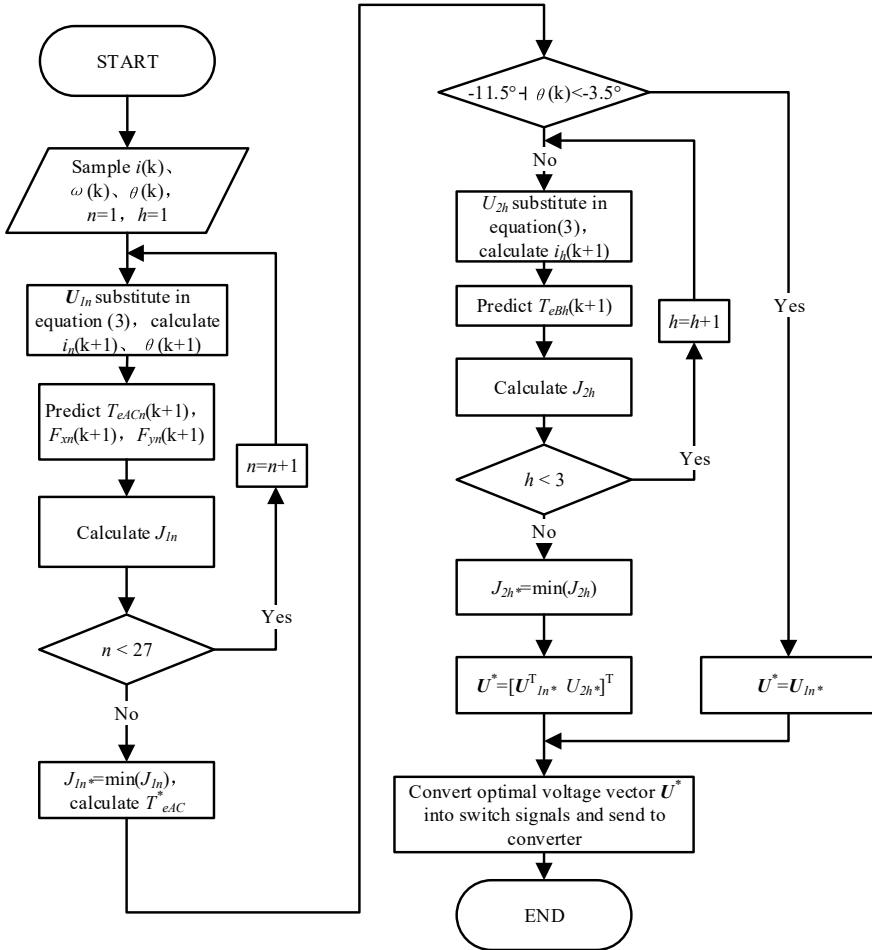 START
Sample i(k)、
ω(k)、θ(k),
n=1, h=1
U1n substitute in
equation (3), calculate
in(k+1)、 θ(k+1)
Predict TeACn(k+1),
Fxn(k+1), Fyn(k+1)
n=n+1
Calculate J1n
Yes
n < 27
No
J1n*=min(J1n),
calculate T*eAC
-11.5°⊣ θ(k)<-3.5°
No
U2h substitute in
equation(3),
calculate ih(k+1)
Yes
Predict TeBh(k+1)
h=h+1
Calculate J2h
Yes
h < 3
No
J2h*=min(J2h)
U*=[UT1n* U2h*]T
U*=U1n*
Convert optimal voltage vector U*
into switch signals and send to
converter
END